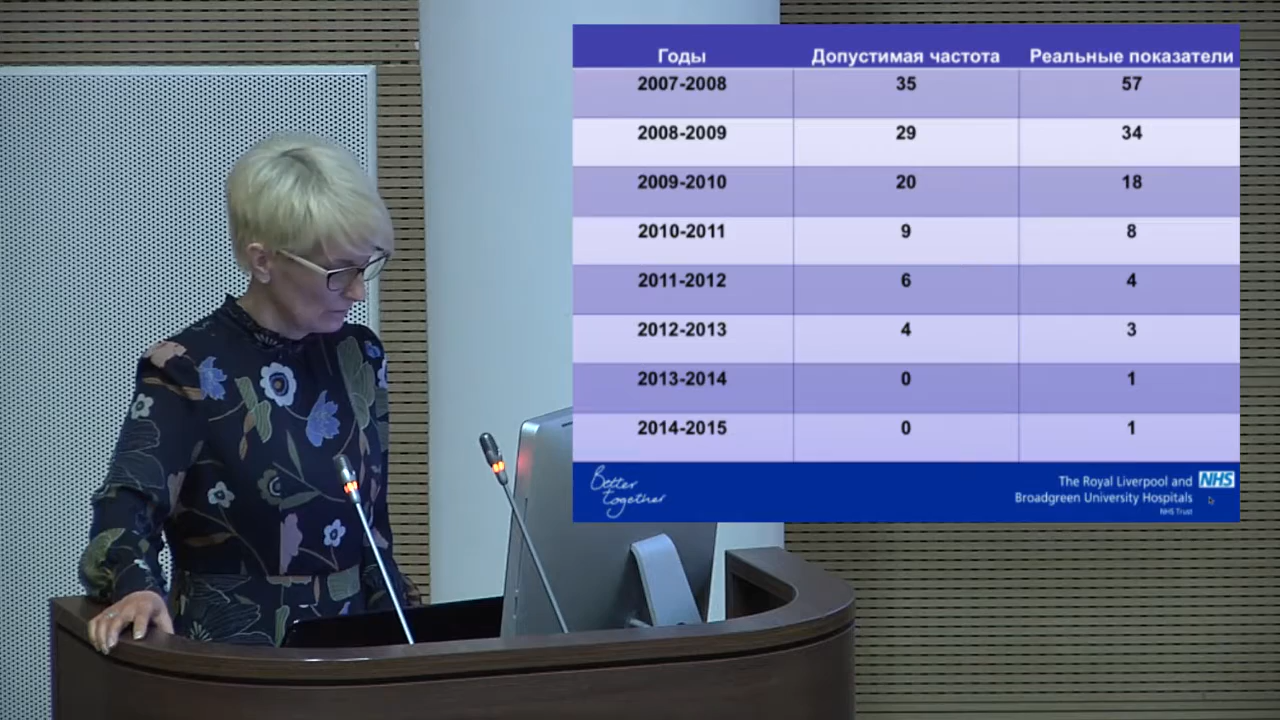 Годы Допустимая частота Реальные показатели
2007-2008 35 57
2008-2009 29 34
2009-2010 20 18
2010-2011 9 8
2011-2012 6 4
2012-2013 4 3
2013-2014 0 1
2014-2015 0 1
Better
together
The Royal Liverpool and NHS
Broadgreen University Hospitals
NHS Trust